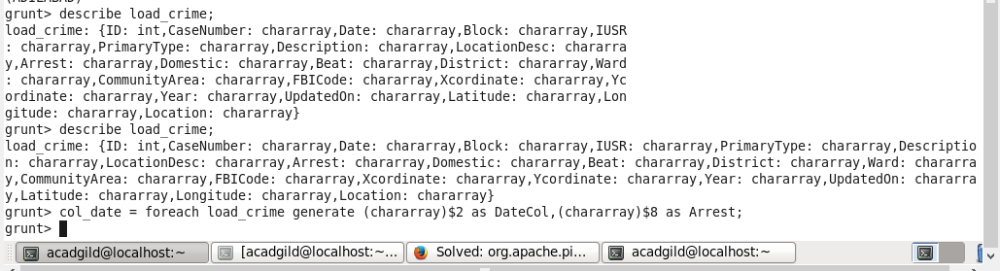 grunt> describe load_crime;
load_crime: {ID: int,CaseNumber: chararray,Date: chararray,Block: chararray,IUSR
: chararray,PrimaryType: chararray,Description: chararray,LocationDesc: chararra
y,Arrest: chararray,Domestic: chararray,Beat: chararray,District: chararray,Ward
: chararray,CommunityArea: chararray,FBICode: chararray,Xcordinate: chararray,Yc
ordinate: chararray,Year: chararray,UpdatedOn: chararray,Latitude: chararray,Lon
gitude: chararray,Location: chararray}
grunt> describe load_crime;
load_crime: {ID: int,CaseNumber: chararray,Date: chararray,Block: chararray,IUSR: chararray,PrimaryType: chararray,Descriptio
n: chararray,LocationDesc: chararray,Arrest: chararray,Domestic: chararray,Beat: chararray,District: chararray,Ward: chararra
y,CommunityArea: chararray,FBICode: chararray,Xcordinate: chararray,Ycordinate: chararray,Year: chararray,UpdatedOn: chararra
y,Latitude: chararray,Longitude: chararray,Location: chararray}
grunt> col_date = foreach load_crime generate (chararray)$2 as DateCol,(chararray)$8 as Arrest;
grunt>
acadgild@localhost:~ [acadgild@localhost:~... Solved: org.apache.pi... acadgild@localhost:~